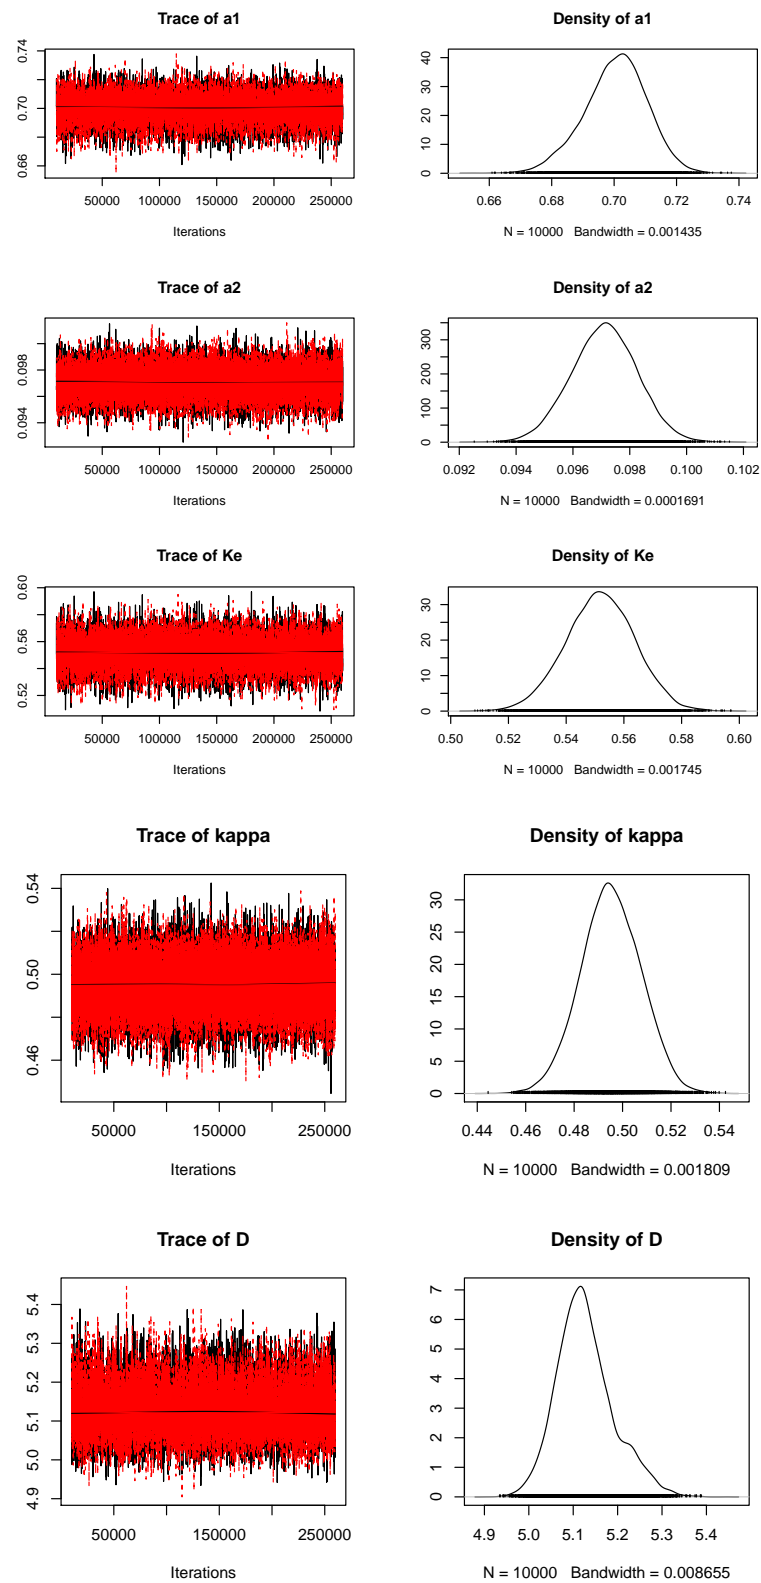 Trace of a1
0.66 0.70 0.74
50000 100000 150000 200000 250000
Iterations
Density of a1
0 10 20 30 40
0.66 0.68 0.70 0.72 0.74
N = 10000 Bandwidth = 0.001435
Trace of a2
0.094 0.098
50000 100000 150000 200000 250000
Iterations
Density of a2
0 100 200 300
0.092 0.094 0.096 0.098 0.100 0.102
N = 10000 Bandwidth = 0.0001691
Trace of Ke
0.52 0.56 0.60
50000 100000 150000 200000 250000
Iterations
Density of Ke
0 10 20 30
0.50 0.52 0.54 0.56 0.58 0.60
N = 10000 Bandwidth = 0.001745
Trace of kappa
0.46 0.50 0.54
50000 150000 250000
Iterations
Density of kappa
0 5 10 15 20 25 30
0.44 0.46 0.48 0.50 0.52 0.54
N = 10000 Bandwidth = 0.001809
Trace of D
4.9 5.0 5.1 5.2 5.3 5.4
50000 150000 250000
Iterations
Density of D
0 1 2 3 4 5 6 7
4.9 5.0 5.1 5.2 5.3 5.4
N = 10000 Bandwidth = 0.008655